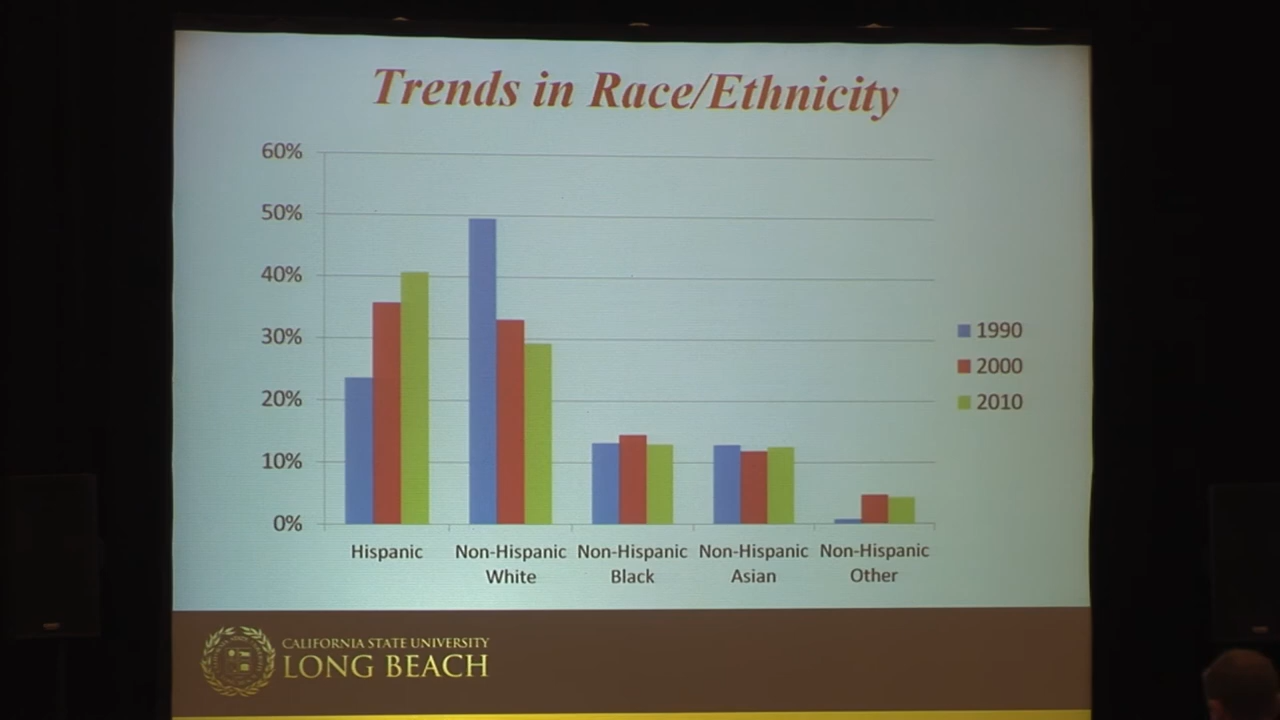 Trends in Race/Ethnicity
60%
50%
40%
30%
20%
10%
0%
Hispanic
Non-Hispanic White
Non-Hispanic Black
Non-Hispanic Asian
Non-Hispanic Other
1990
2000
2010
CALIFORNIA STATE UNIVERSITY
LONG BEACH